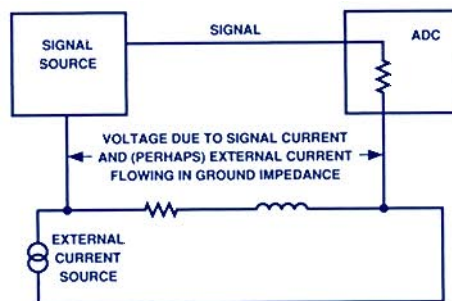 SIGNAL
SOURCE
SIGNAL
ADC
VOLTAGE DUE TO SIGNAL CURRENT
AND (PERHAPS) EXTERNAL CURRENT
FLOWING IN GROUND IMPEDANCE
EXTERNAL
CURRENT
SOURCE